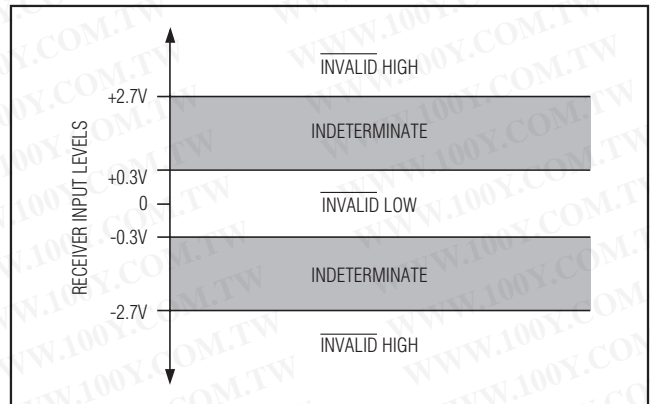 INVALID HIGH
+2.7V
INDETERMINATE
+0.3V
RECEIVER INPUT LEVELS
0
INVALID LOW
-0.3V
INDETERMINATE
-2.7V
INVALID HIGH
WWW.100Y.COM.TW